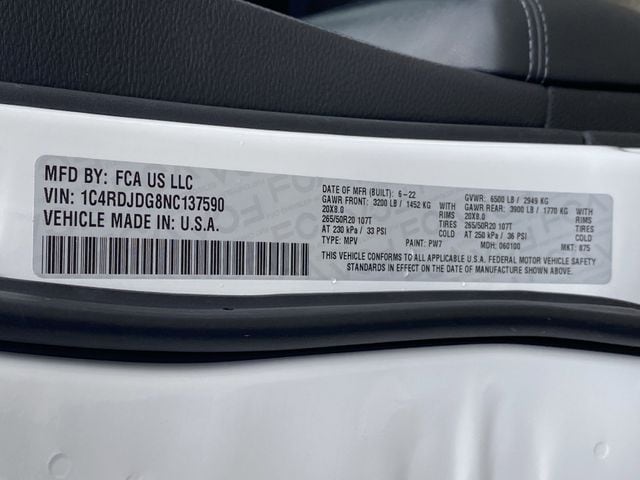 MFD BY: FCA US LLC
VIN: 1C4RDJDG8NC137590
VEHICLE MADE IN: U.S.A.
DATE OF MFR (BUILT): 6-22 GVWR: 6500 LB / 2949 KG
GAWR FRONT: 3200 LB / 1452 KG WITH GAWR REAR: 3900 LB / 1770 KG WITH
20X8.0 RIMS 20X8.0 RIMS
265/50R20 107T TIRES 265/50R20 107T TIRES
AT 230 kPa / 33 PSI COLD AT 250 kPa / 36 PSI COLD
TYPE: MPV PAINT: PW7 MDH: 060100 MKT: 875
THIS VEHICLE CONFORMS TO ALL APPLICABLE U.S.A. FEDERAL MOTOR VEHICLE SAFETY
STANDARDS IN EFFECT ON THE DATE OF MANUFACTURE SHOWN ABOVE